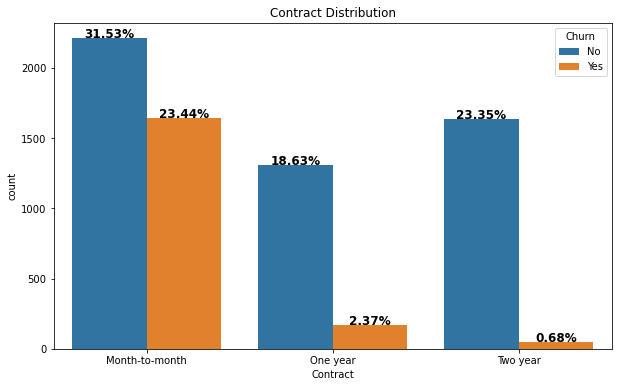 Contract Distribution
Churn
No
Yes
31.53%
23.44%
18.63%
2.37%
23.35%
0.68%
count
2000
1500
1000
500
0
Month-to-month
One year
Two year
Contract